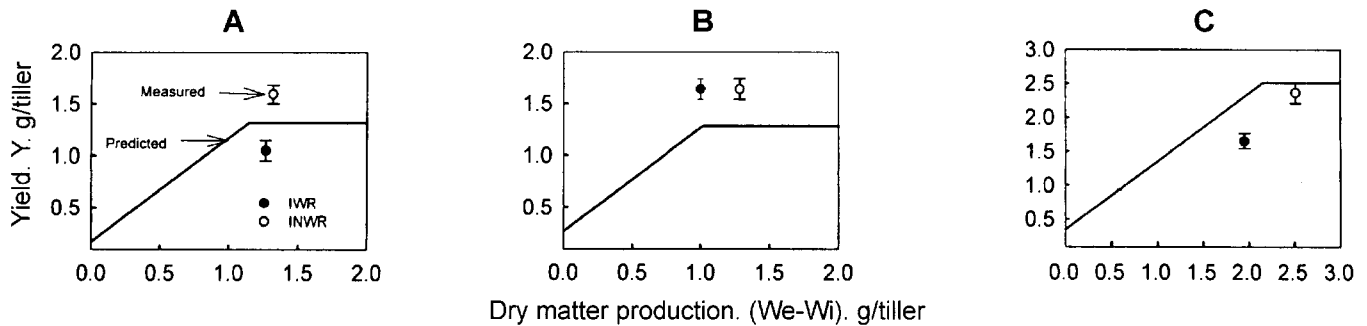 A
B
C
Yield. Y. g/tiller
2.0
1.5
1.0
0.5
Measured
Predicted
IWR
INWR
0.0 0.5 1.0 1.5 2.0
2.0
1.5
1.0
0.5
0.0 0.5 1.0 1.5 2.0
3.0
2.5
2.0
1.5
1.0
0.5
0.0 0.5 1.0 1.5 2.0 2.5 3.0
Dry matter production. (We-Wi). g/tiller